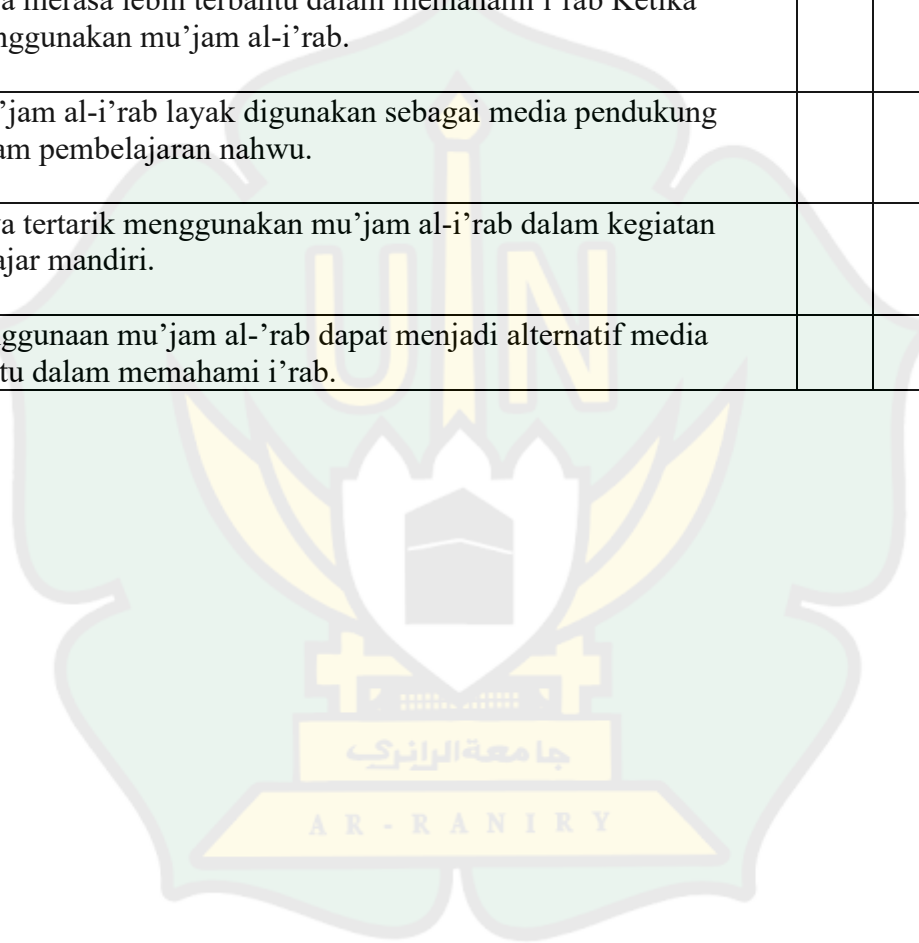 a merasa lebih terbantu dalam memahami i'rab Ketika
nggunakan mu'jam al-i'rab.
'jam al-i'rab layak digunakan sebagai media pendukung
am pembelajaran nahwu.
a tertarik menggunakan mu'jam al-i'rab dalam kegiatan
ajar mandiri.
ggunaan mu'jam al-'rab dapat menjadi alternatif media
tu dalam memahami i'rab.
UIN
جامعة الرانري
AR-RANIRY